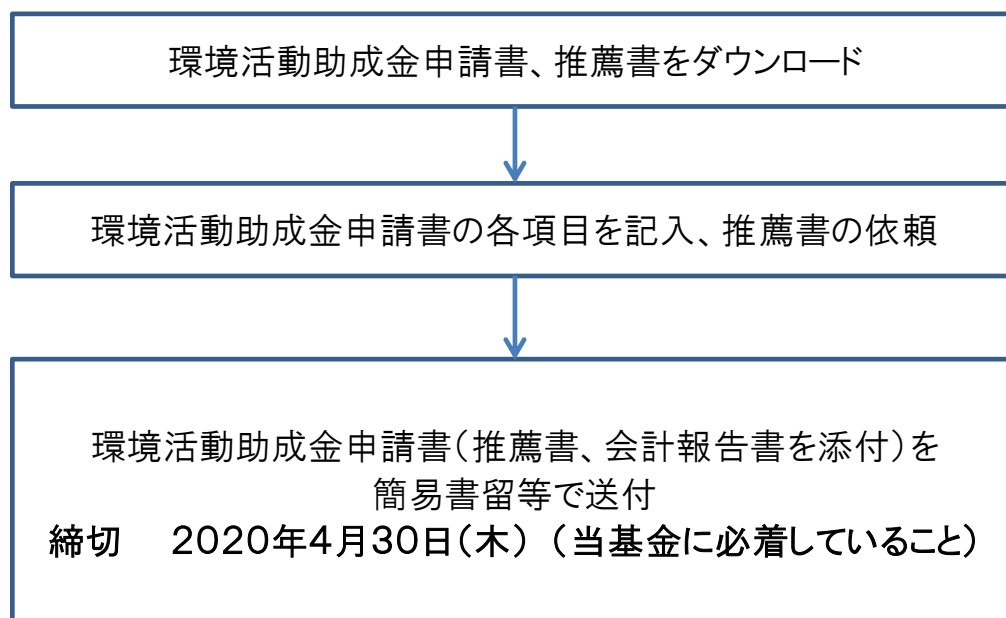 環境活動助成金申請書、推薦書をダウンロード
環境活動助成金申請書の各項目を記入、推薦書の依頼
環境活動助成金申請書（推薦書、会計報告書を添付）を
簡易書留等で送付
締切　２０２０年４月３０日（木）（当基金に必着していること）